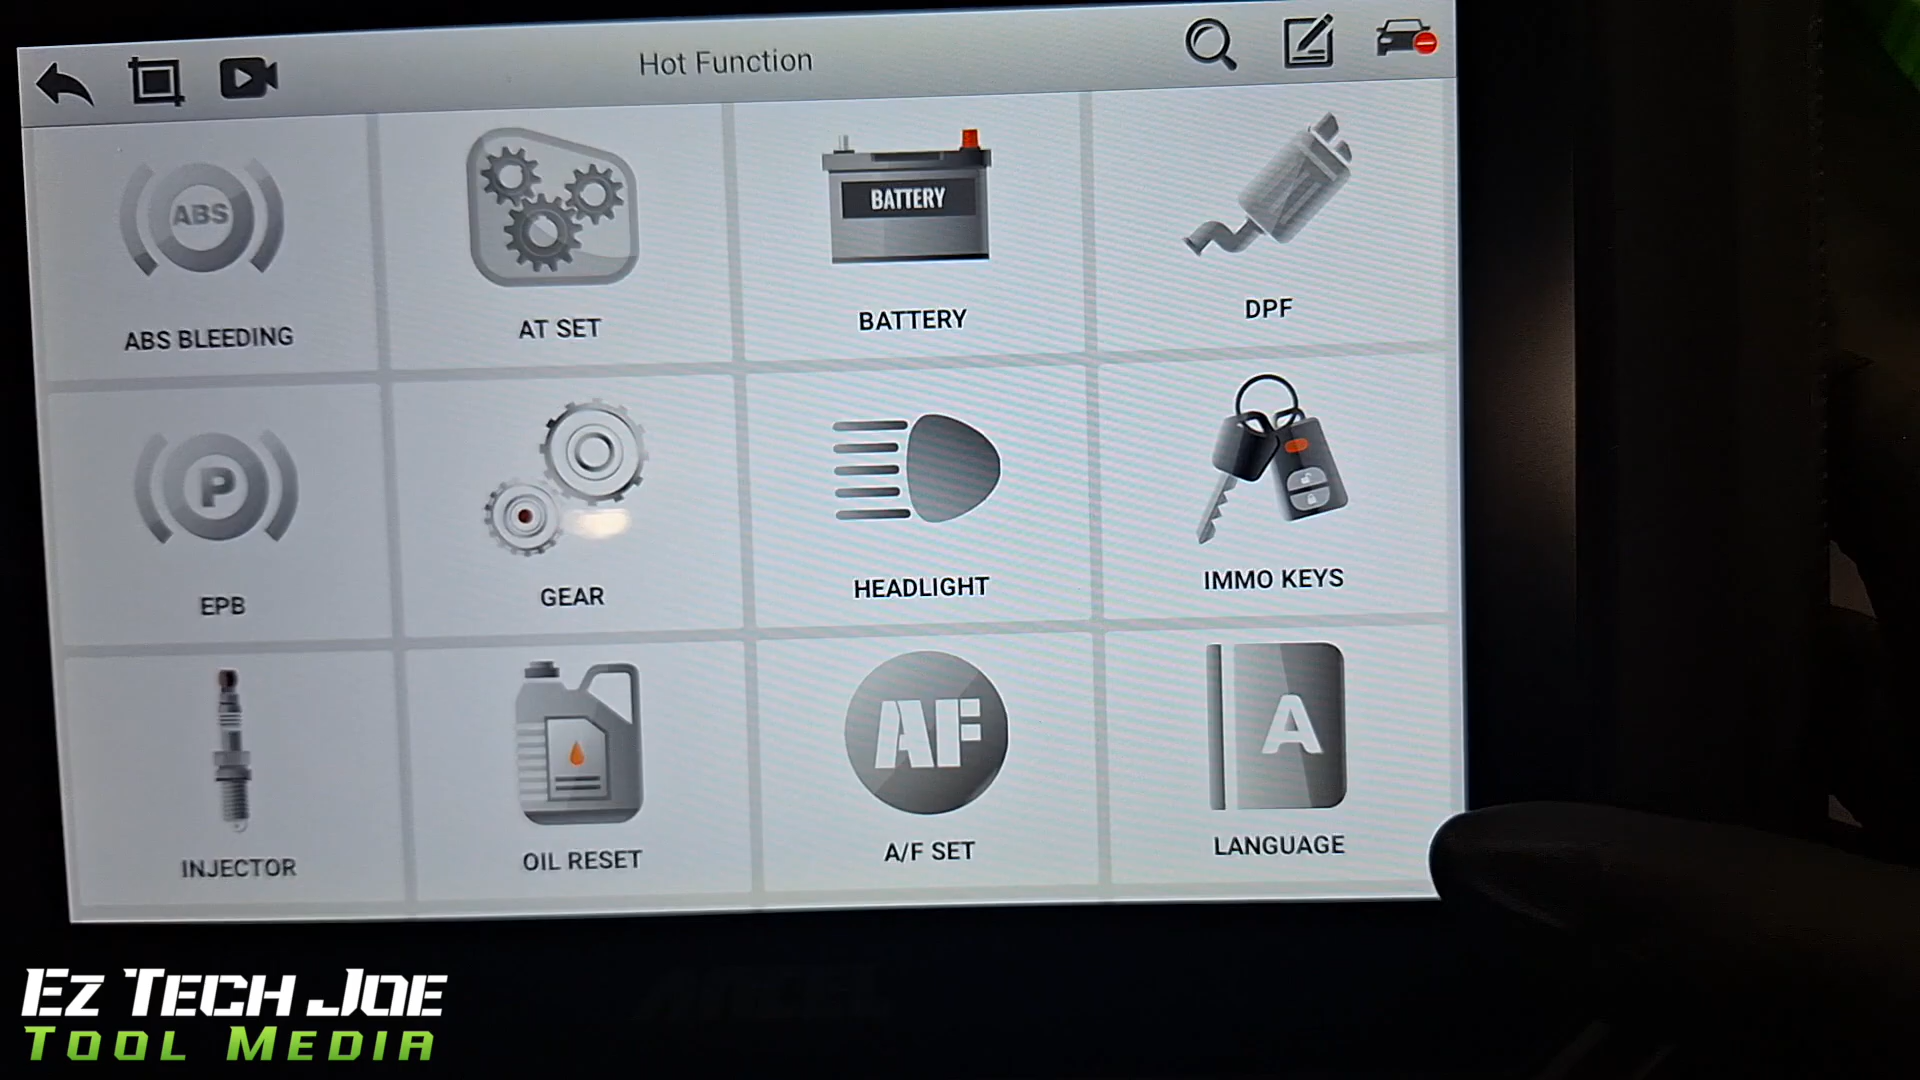 Hot Function
ABS
ABS BLEEDING
AT SET
BATTERY
BATTERY
DPF
P
EPB
GEAR
HEADLIGHT
IMMO KEYS
INJECTOR
OIL RESET
AF
A/F SET
A
LANGUAGE
ANCEL
EZ TECH JOE
TOOL MEDIA